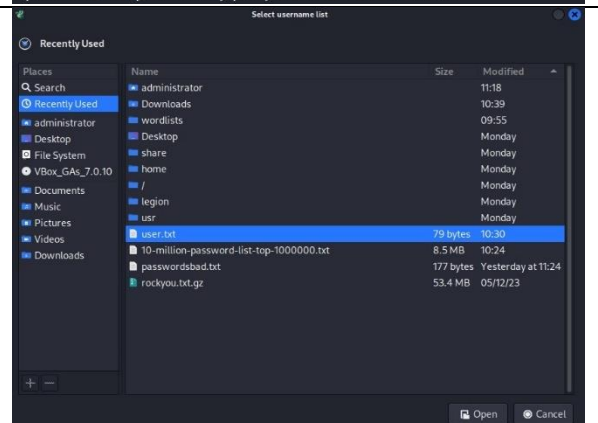 Select username list
Recently Used
Places Name Size Modified
Search administrator 11:18
Recently Used Downloads 10:39
administrator wordlists 09:55
Desktop Desktop Monday
File System share Monday
VBox_GAs_7.0.10 home Monday
Documents / Monday
Music legion Monday
Pictures usr Monday
Videos user.txt 79 bytes 10:30
Downloads 10-million-password-list-top-1000000.txt 8.5 MB 10:24
passwordsbad.txt 177 bytes Yesterday at 11:24
rockyou.txt.gz 53.4 MB 05/12/23
Open Cancel